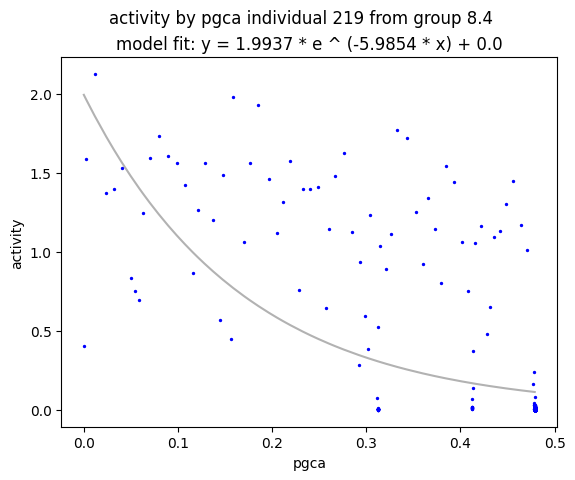 activity by pgca individual 219 from group 8.4
model fit: y = 1.9937 * e ^ (-5.9854 * x) + 0.0
2.0
1.5
1.0
0.5
0.0
activity
0.0 0.1 0.2 0.3 0.4 0.5
pgca